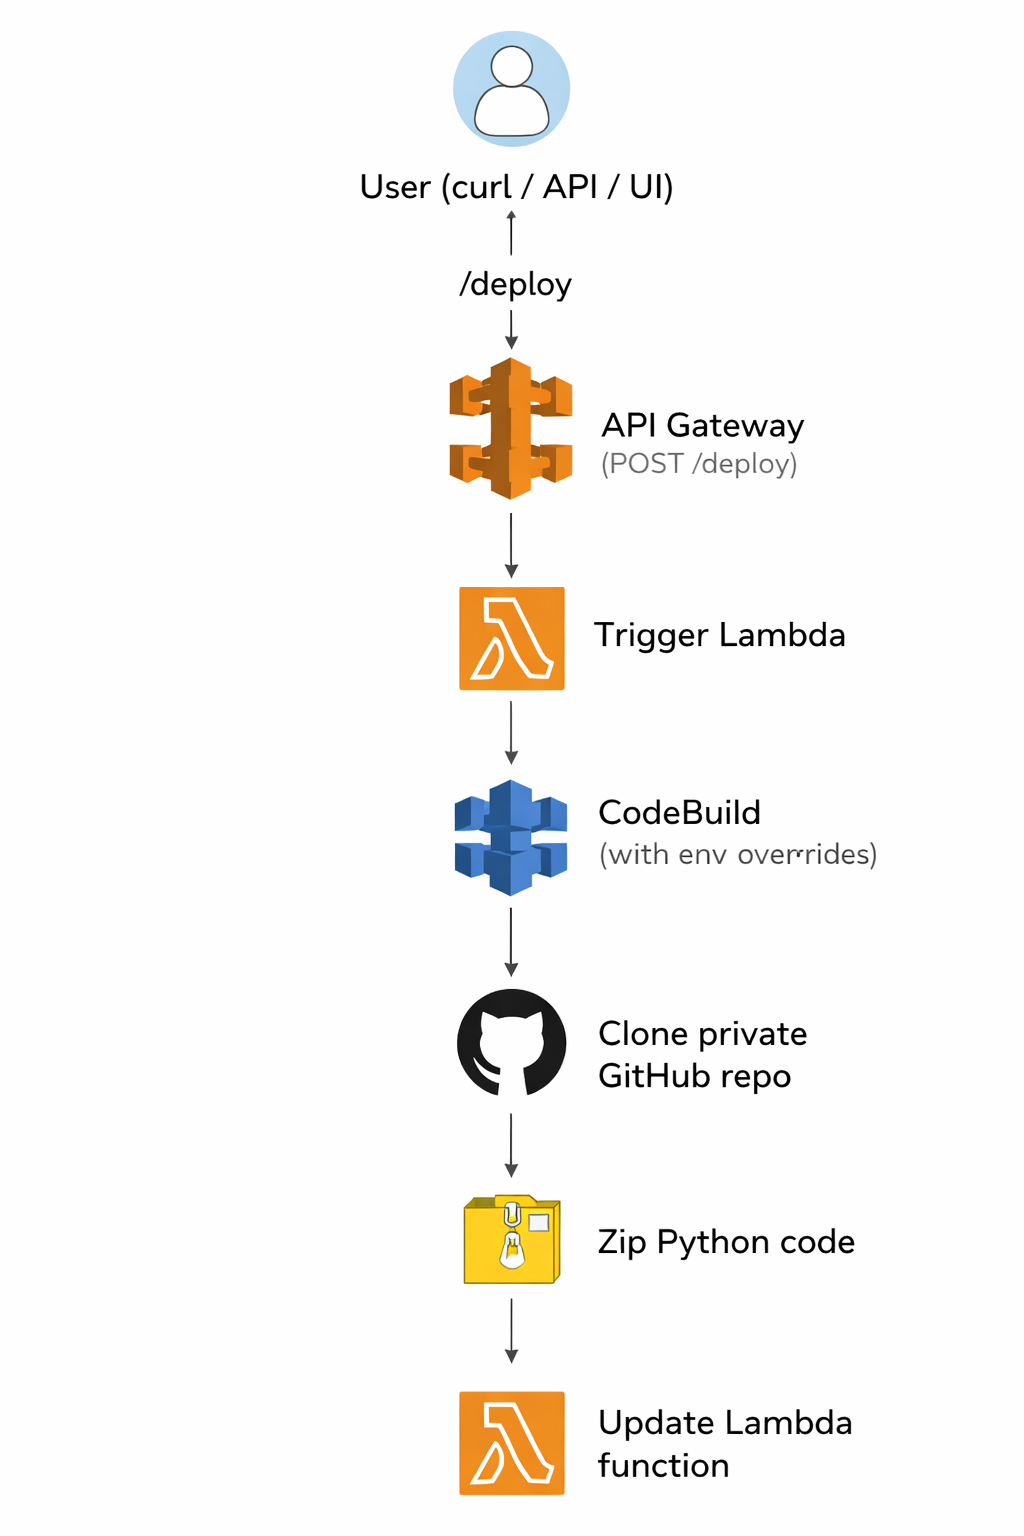 User (curl / API / UI)
/deploy
API Gateway
(POST /deploy)
Trigger Lambda
CodeBuild
(with env overrides)
Clone private
GitHub repo
Zip Python code
Update Lambda
function